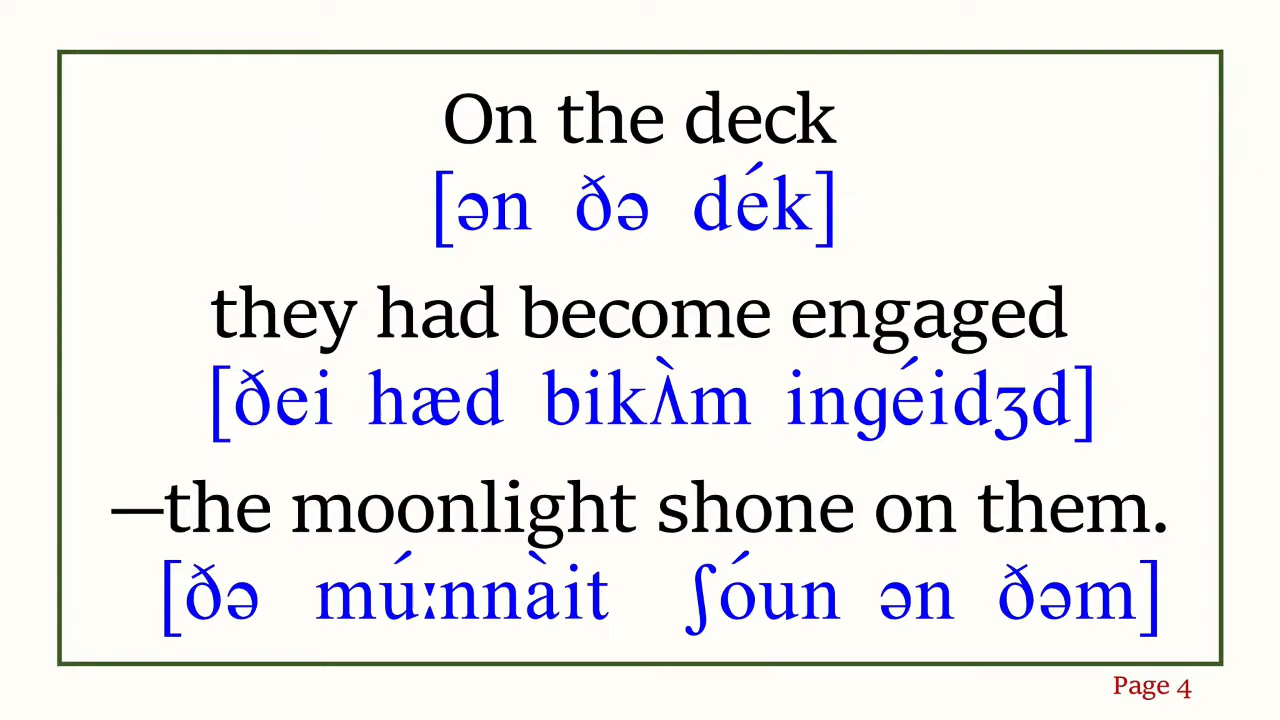 On the deck
[ən ðə dék]
they had become engaged
[ðei hæd bikʌ̀m ingéidʒd]
—the moonlight shone on them.
[ðə múːnnàit ʃóun ən ðəm]
Page 4